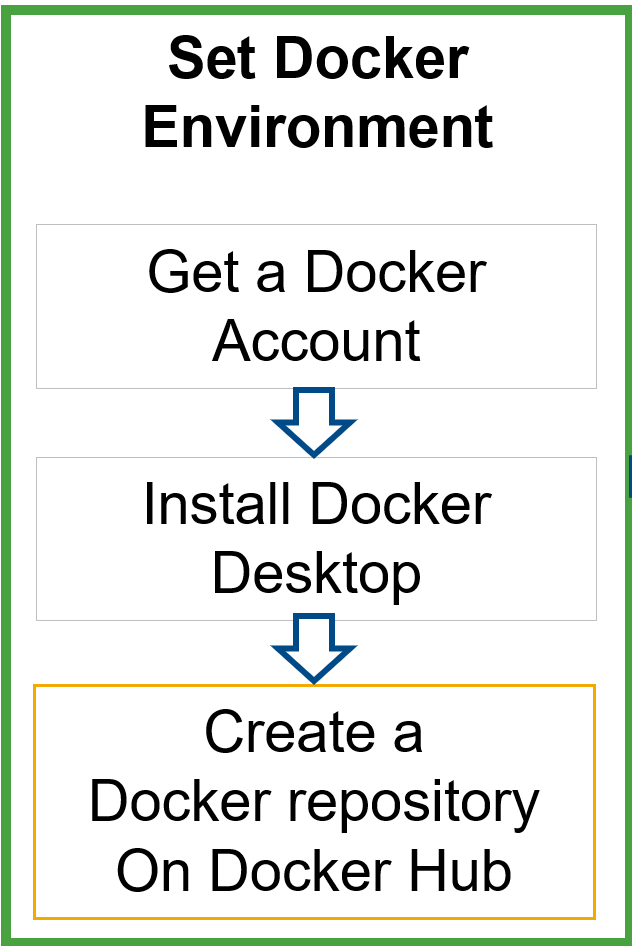 Set Docker
Environment
Get a Docker
Account
Install Docker
Desktop
Create a
Docker repository
On Docker Hub